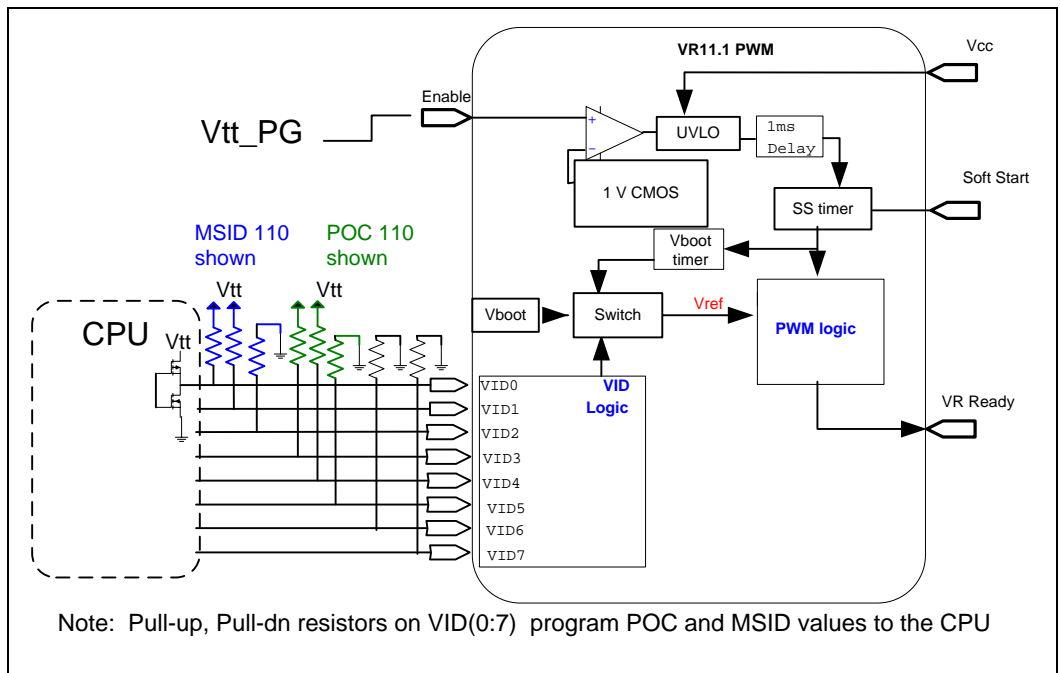 VR11.1 PWM
Vcc
Enable
Vtt_PG
+
−
UVLO
1ms
Delay
1 V CMOS
Soft Start
SS timer
MSID 110
shown
POC 110
shown
Vboot
timer
Vtt
Vtt
CPU
Vtt
Vboot
Switch
Vref
PWM logic
VID0
VID
Logic
VID1
VID2
VR Ready
VID3
VID4
VID5
VID6
VID7
Note: Pull-up, Pull-dn resistors on VID(0:7) program POC and MSID values to the CPU